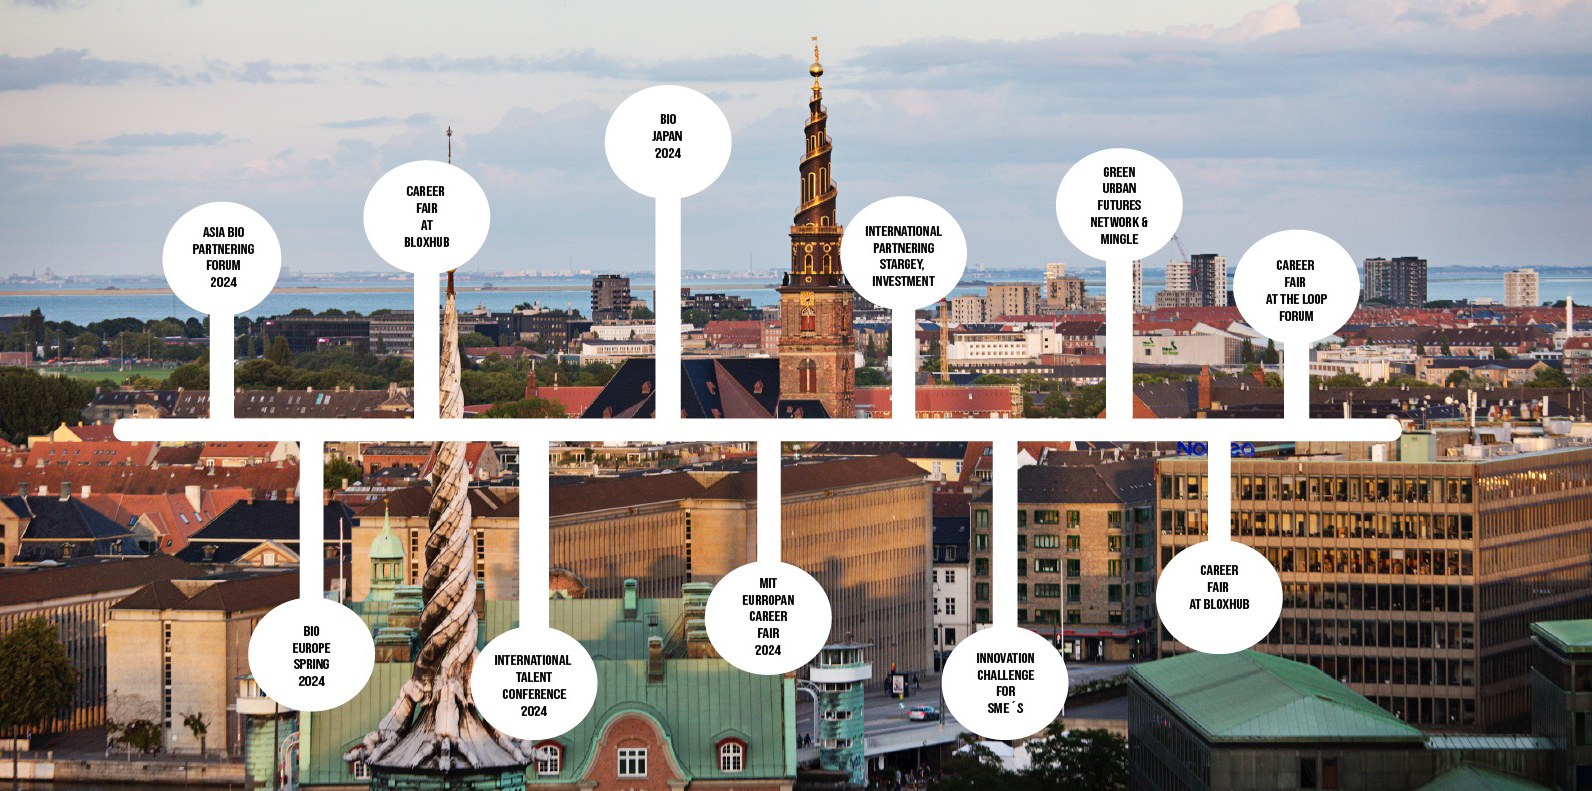 BIO
JAPAN
2024
GREEN
URBAN
FUTURES
NETWORK &
MINGLE
CAREER
FAIR
AT
BLOXHUB
ASIA BIO
PARTNERING
FORUM
2024
INTERNATIONAL
PARTNERING
STARGEY,
INVESTMENT
CAREER
FAIR
AT THE LOOP
FORUM
Nordea
BIO
EUROPE
SPRING
2024
INTERNATIONAL
TALENT
CONFERENCE
2024
MIT
EURROPAN
CAREER
FAIR
2024
INNOVATION
CHALLENGE
FOR
SME´S
CAREER
FAIR
AT BLOXHUB